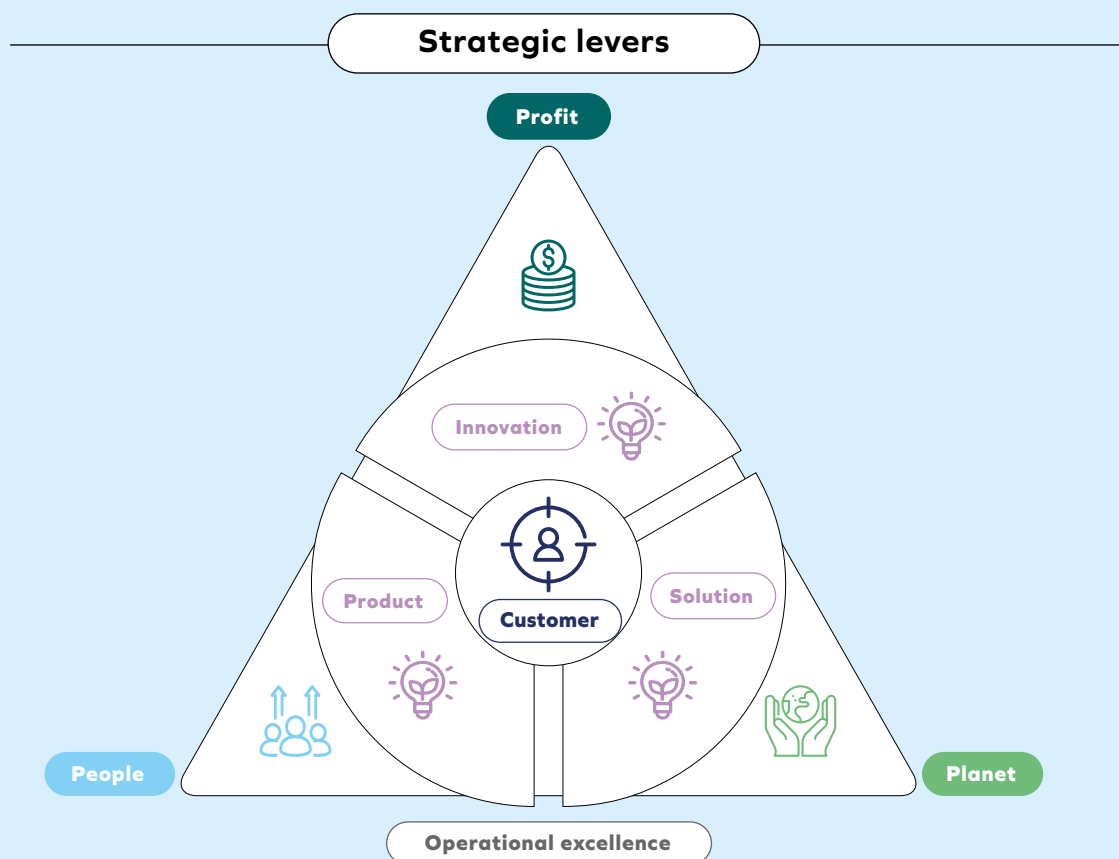 Strategic levers
Profit
$
Innovation
Product
Solution
Customer
People
Planet
Operational excellence